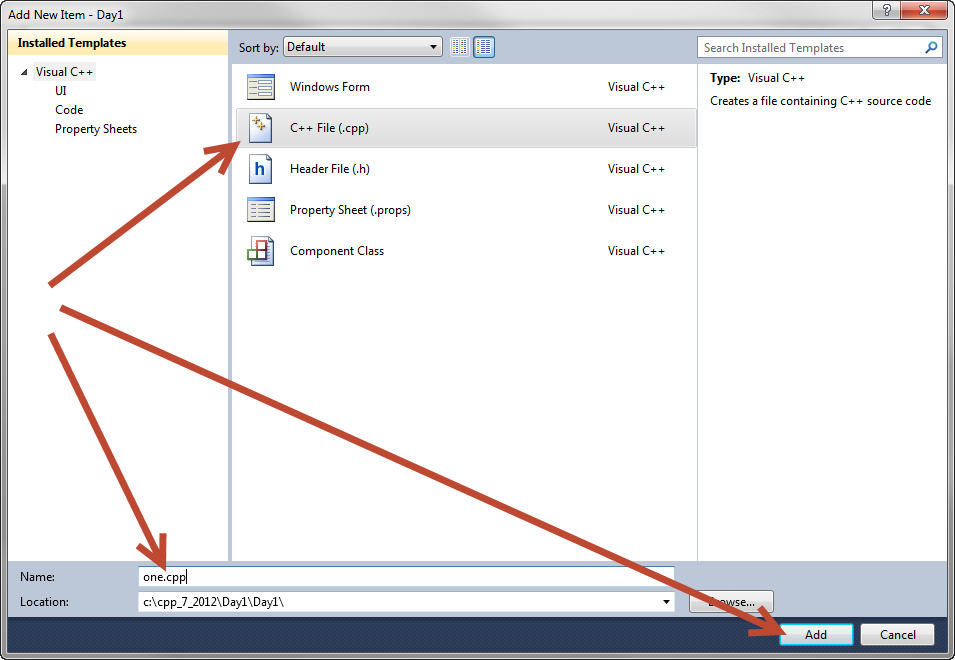 Add New Item - Day1
Installed Templates
Visual C++
UI
Code
Property Sheets
Sort by: Default
Search Installed Templates
Windows Form Visual C++
C++ File (.cpp) Visual C++
Header File (.h) Visual C++
Property Sheet (.props) Visual C++
Component Class Visual C++
Type: Visual C++
Creates a file containing C++ source code
Name: one.cpp
Location: c:\cpp_7_2012\Day1\Day1\
Browse...
Add Cancel